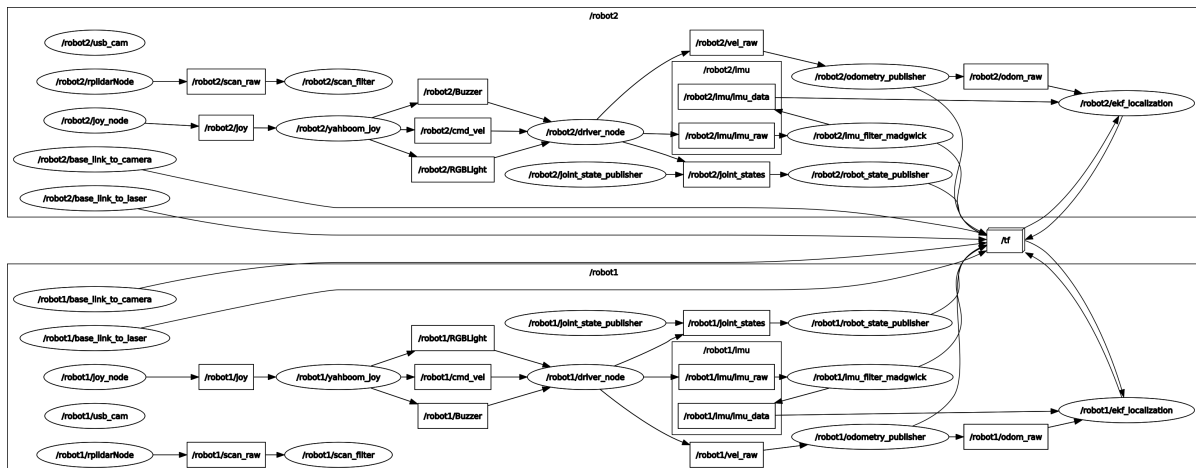 /robot2
/robot2/usb_cam
/robot2/rplidarNode
/robot2/scan_raw
/robot2/scan_filter
/robot2/joy_node
/robot2/joy
/robot2/yahboom_joy
/robot2/Buzzer
/robot2/cmd_vel
/robot2/RGBLight
/robot2/driver_node
/robot2/vel_raw
/robot2/imu
/robot2/imu/imu_data
/robot2/imu/imu_raw
/robot2/joint_state_publisher
/robot2/joint_states
/robot2/odometry_publisher
/robot2/odom_raw
/robot2/ekf_localization
/robot2/imu_filter_madgwick
/robot2/robot_state_publisher
/robot2/base_link_to_camera
/robot2/base_link_to_laser
/tf
/robot1
/robot1/base_link_to_camera
/robot1/base_link_to_laser
/robot1/joint_state_publisher
/robot1/joint_states
/robot1/robot_state_publisher
/robot1/joy_node
/robot1/joy
/robot1/yahboom_joy
/robot1/RGBLight
/robot1/cmd_vel
/robot1/Buzzer
/robot1/driver_node
/robot1/imu
/robot1/imu/imu_raw
/robot1/imu/imu_data
/robot1/imu_filter_madgwick
/robot1/ekf_localization
/robot1/usb_cam
/robot1/vel_raw
/robot1/odometry_publisher
/robot1/odom_raw
/robot1/rplidarNode
/robot1/scan_raw
/robot1/scan_filter